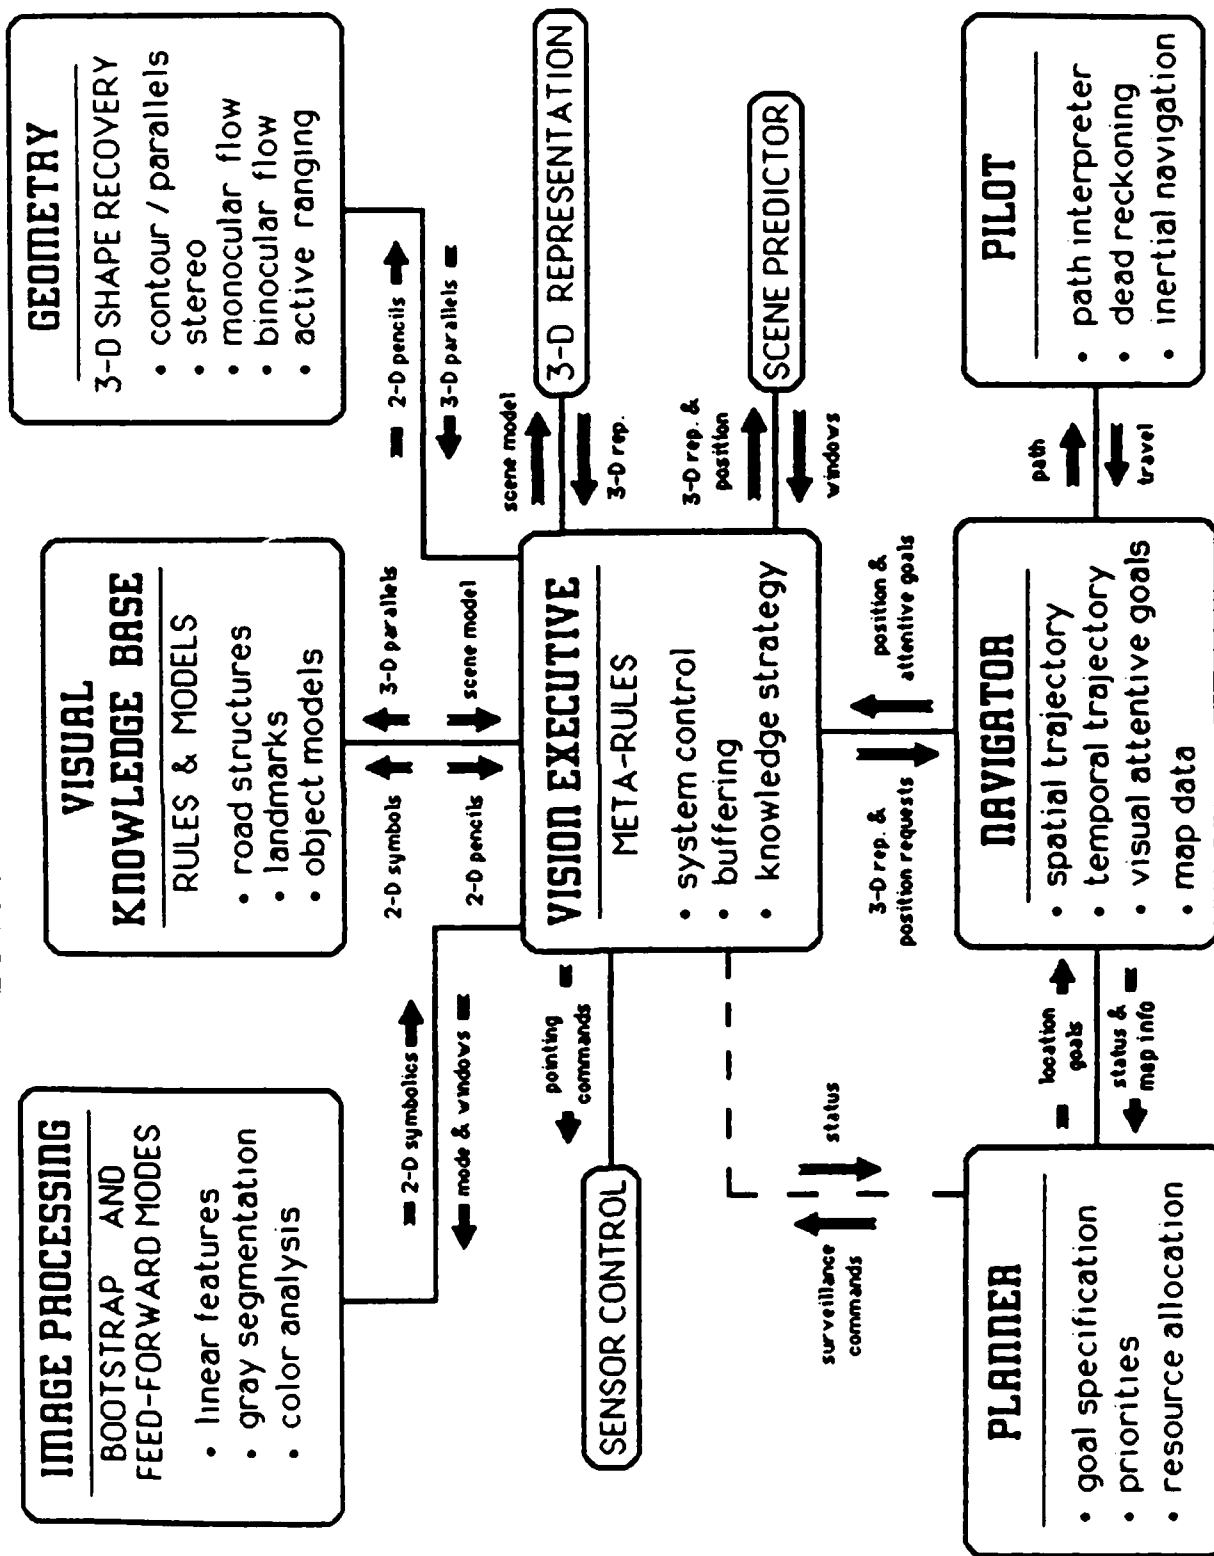 IMAGE PROCESSING
BOOTSTRAP AND
FEED-FORWARD MODES
• linear features
• gray segmentation
• color analysis
VISUAL
KNOWLEDGE BASE
RULES & MODELS
• road structures
• landmarks
• object models
GEOMETRY
3-D SHAPE RECOVERY
• contour / parallels
• stereo
• monocular flow
• binocular flow
• active ranging
2-D symbolics
mode & windows
2-D symbols
2-D pencils
3-D parallels
scene model
2-D pencils
3-D parallels
SENSOR CONTROL
pointing
commands
VISION EXECUTIVE
META-RULES
• system control
• buffering
• knowledge strategy
scene model
3-D rep.
3-D REPRESENTATION
3-D rep. &
position
windows
SCENE PREDICTOR
surveillance
commands
status
3-D rep. &
position requests
position &
attentive goals
PLANNER
• goal specification
• priorities
• resource allocation
location
goals
status &
map info
NAVIGATOR
• spatial trajectory
• temporal trajectory
• visual attentive goals
• map data
path
travel
PILOT
• path interpreter
• dead reckoning
• inertial navigation